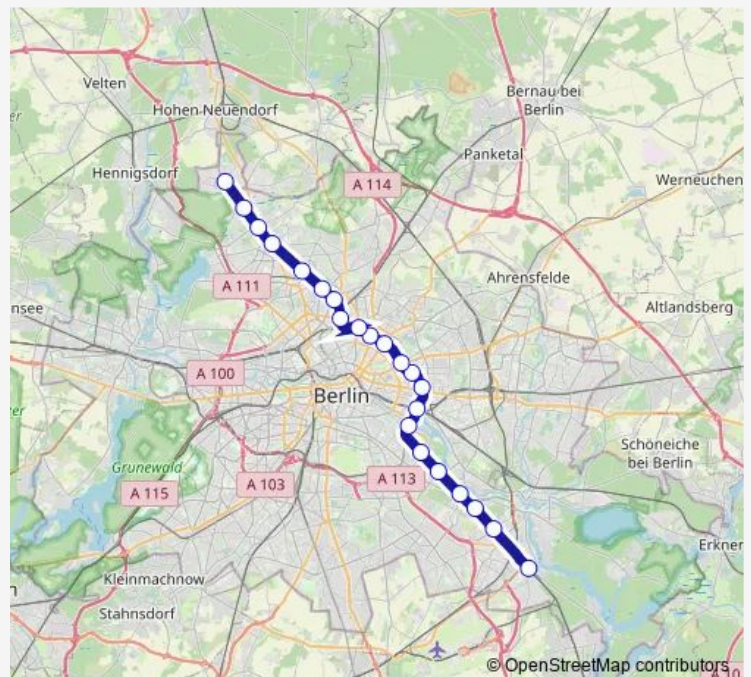 Velten
Bernau bei
Berlin
Hohen Neuendorf
Panketal
Hennigsdorf
A 114
Werneuchen
Ahrensfelde
A 111
Altlandsberg
A 100
Berlin
Schöneiche
bei Berlin
Grunewald
A 113
A 103
A 115
Erkner
Kleinmachnow
Stahnsdorf
© OpenStreetMap contributors